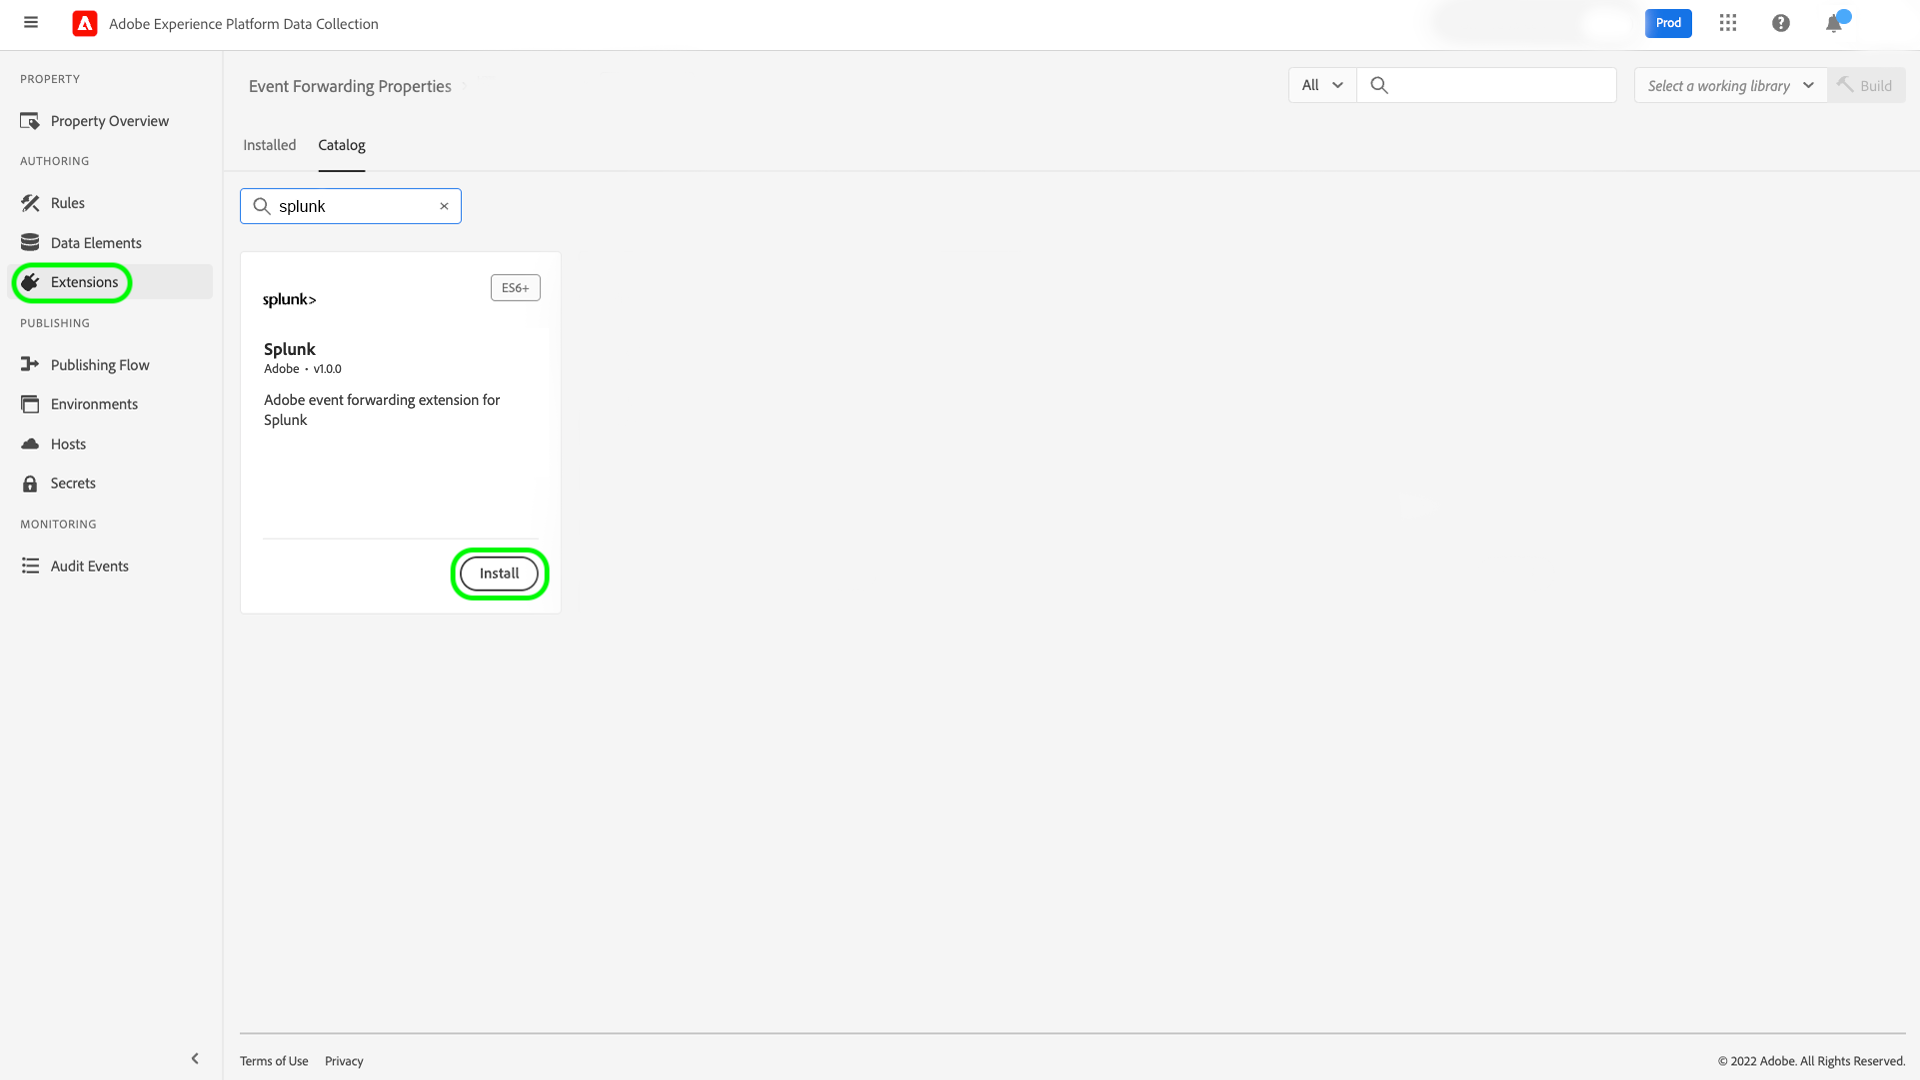 Adobe Experience Platform Data Collection
Prod
PROPERTY
Property Overview
AUTHORING
Rules
Data Elements
Extensions
PUBLISHING
Publishing Flow
Environments
Hosts
Secrets
MONITORING
Audit Events
Event Forwarding Properties
All
Select a working library
Build
Installed
Catalog
splunk
splunk>
ES6+
Splunk
Adobe • v1.0.0
Adobe event forwarding extension for
Splunk
Install
Terms of Use
Privacy
© 2022 Adobe. All Rights Reserved.